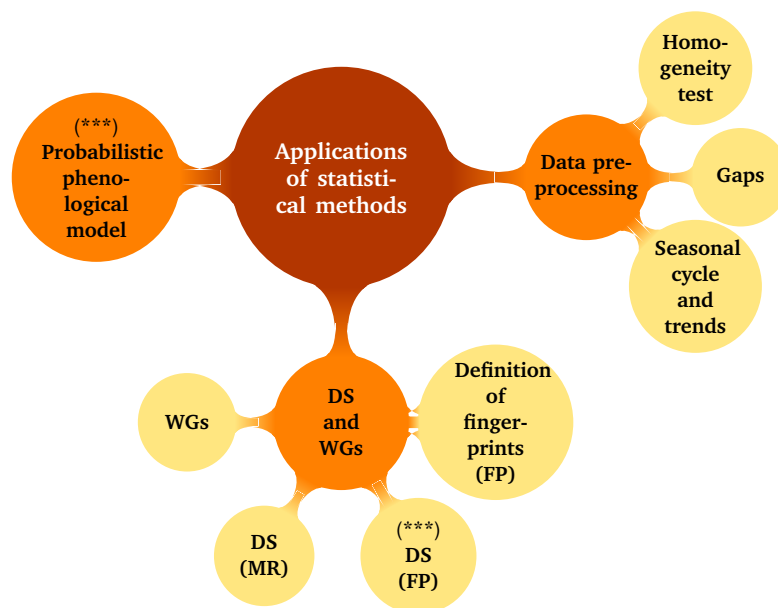 Homo-
geneity
test
(***)
Probabilistic
pheno-
logical
model
Applications
of statisti-
cal methods
Data pre-
processing
Gaps
Seasonal
cycle
and
trends
WGs
DS
and
WGs
Definition
of
finger-
prints
(FP)
DS
(MR)
(***)
DS
(FP)